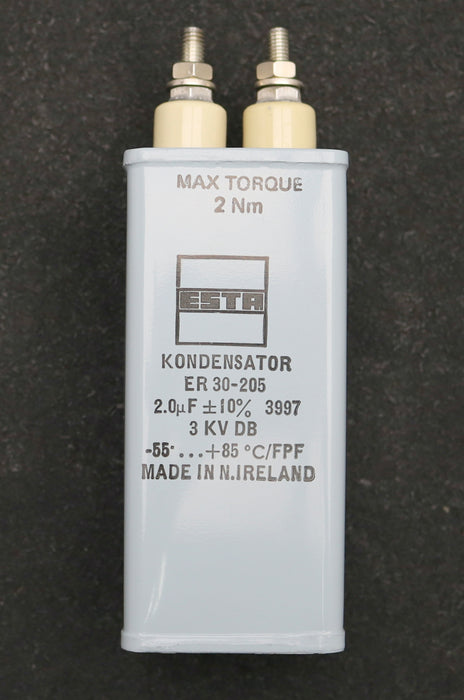 MAX TORQUE
2 Nm
ESTA
KONDENSATOR
ER 30-205
2.0µF ±10% 3997
3 KV DB
-55°...+85 °C/FPF
MADE IN N.IRELAND